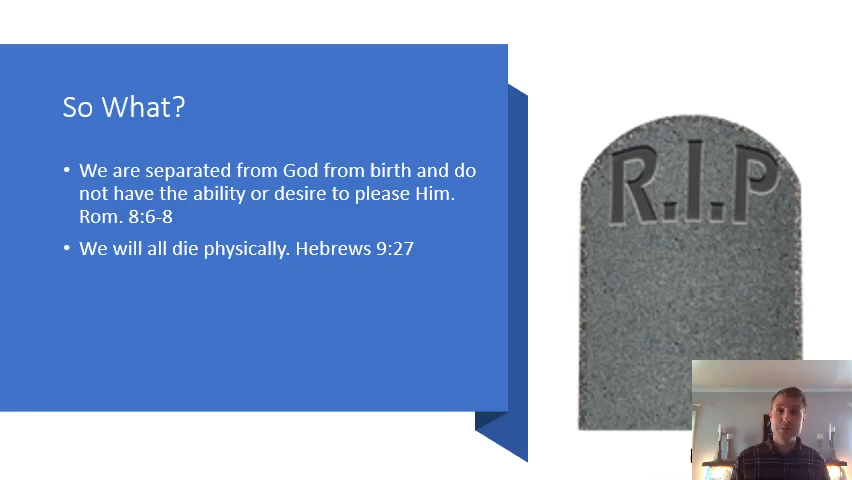 So What?
• We are separated from God from birth and do
not have the ability or desire to please Him.
Rom. 8:6-8
• We will all die physically. Hebrews 9:27
R.I.P